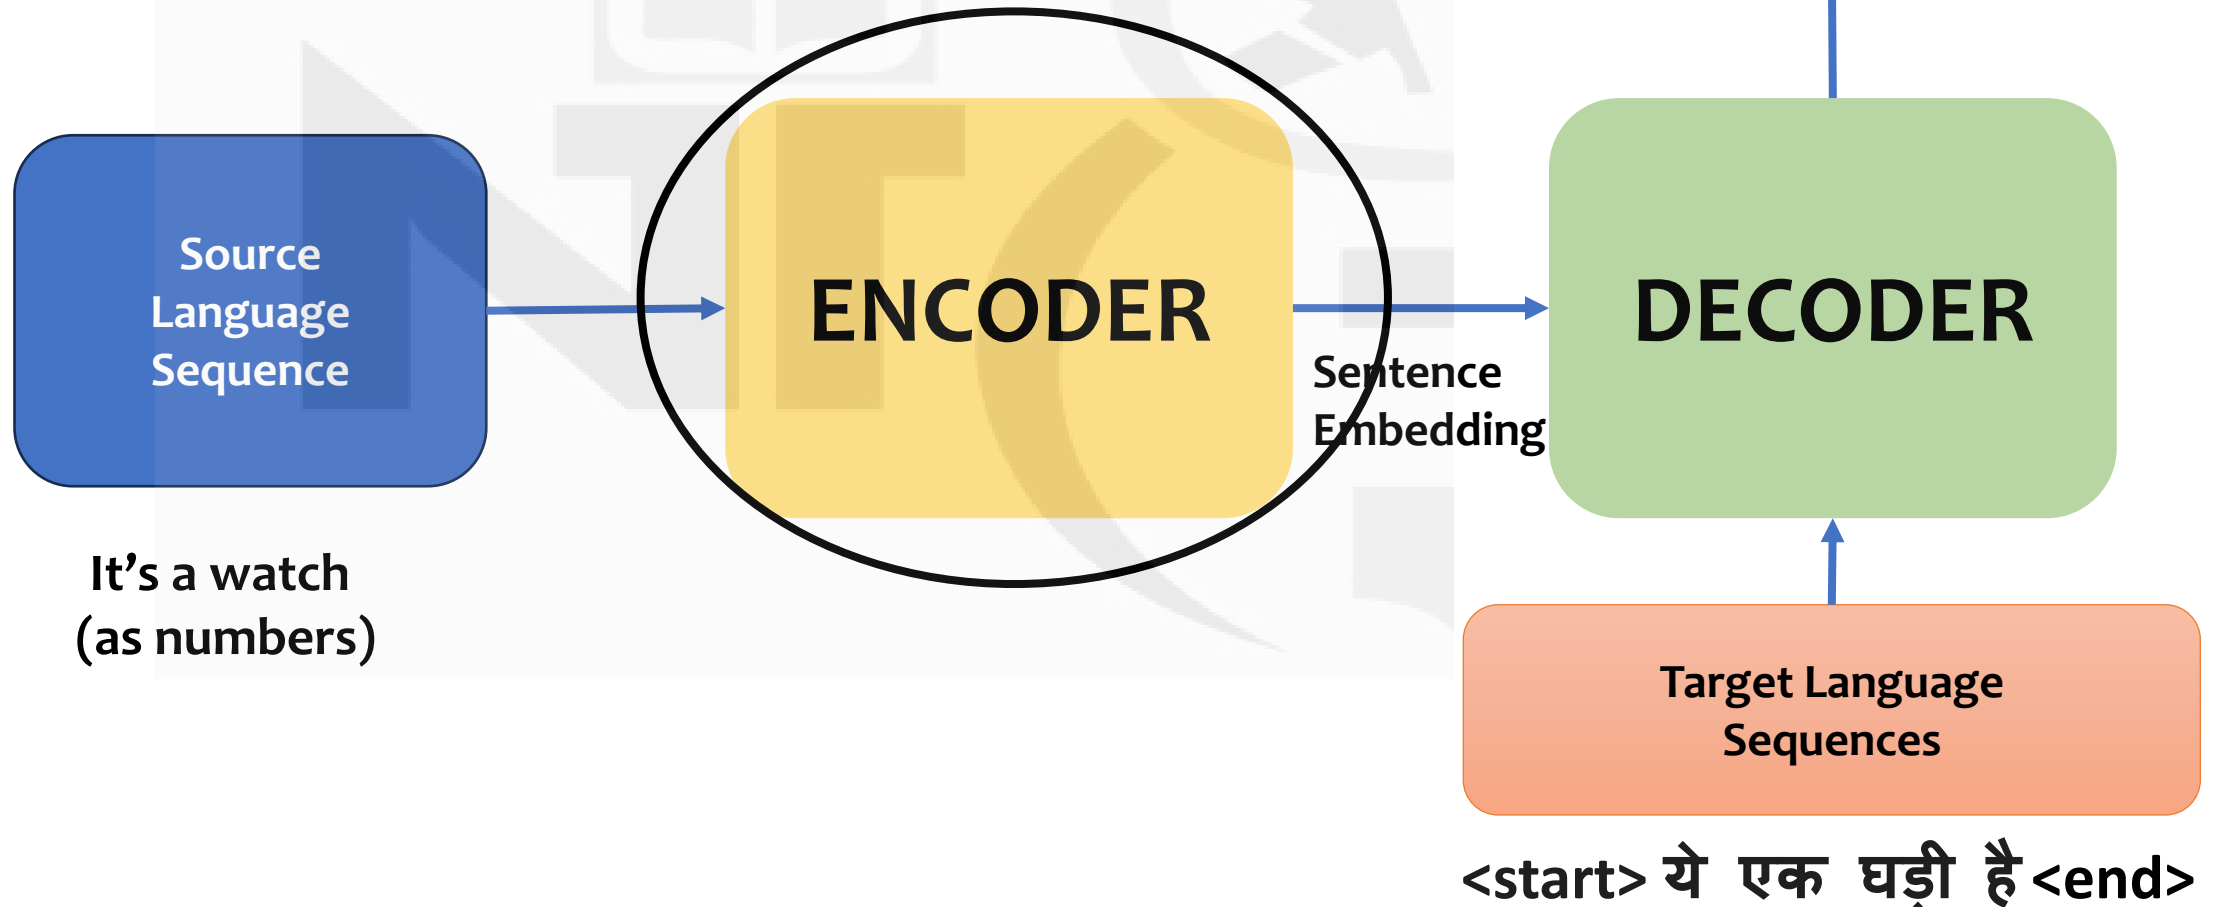 Source
Language
Sequence
It’s a watch
(as numbers)
ENCODER
Sentence
Embedding
DECODER
Target Language
Sequences
<start> ये एक घड़ी है <end>